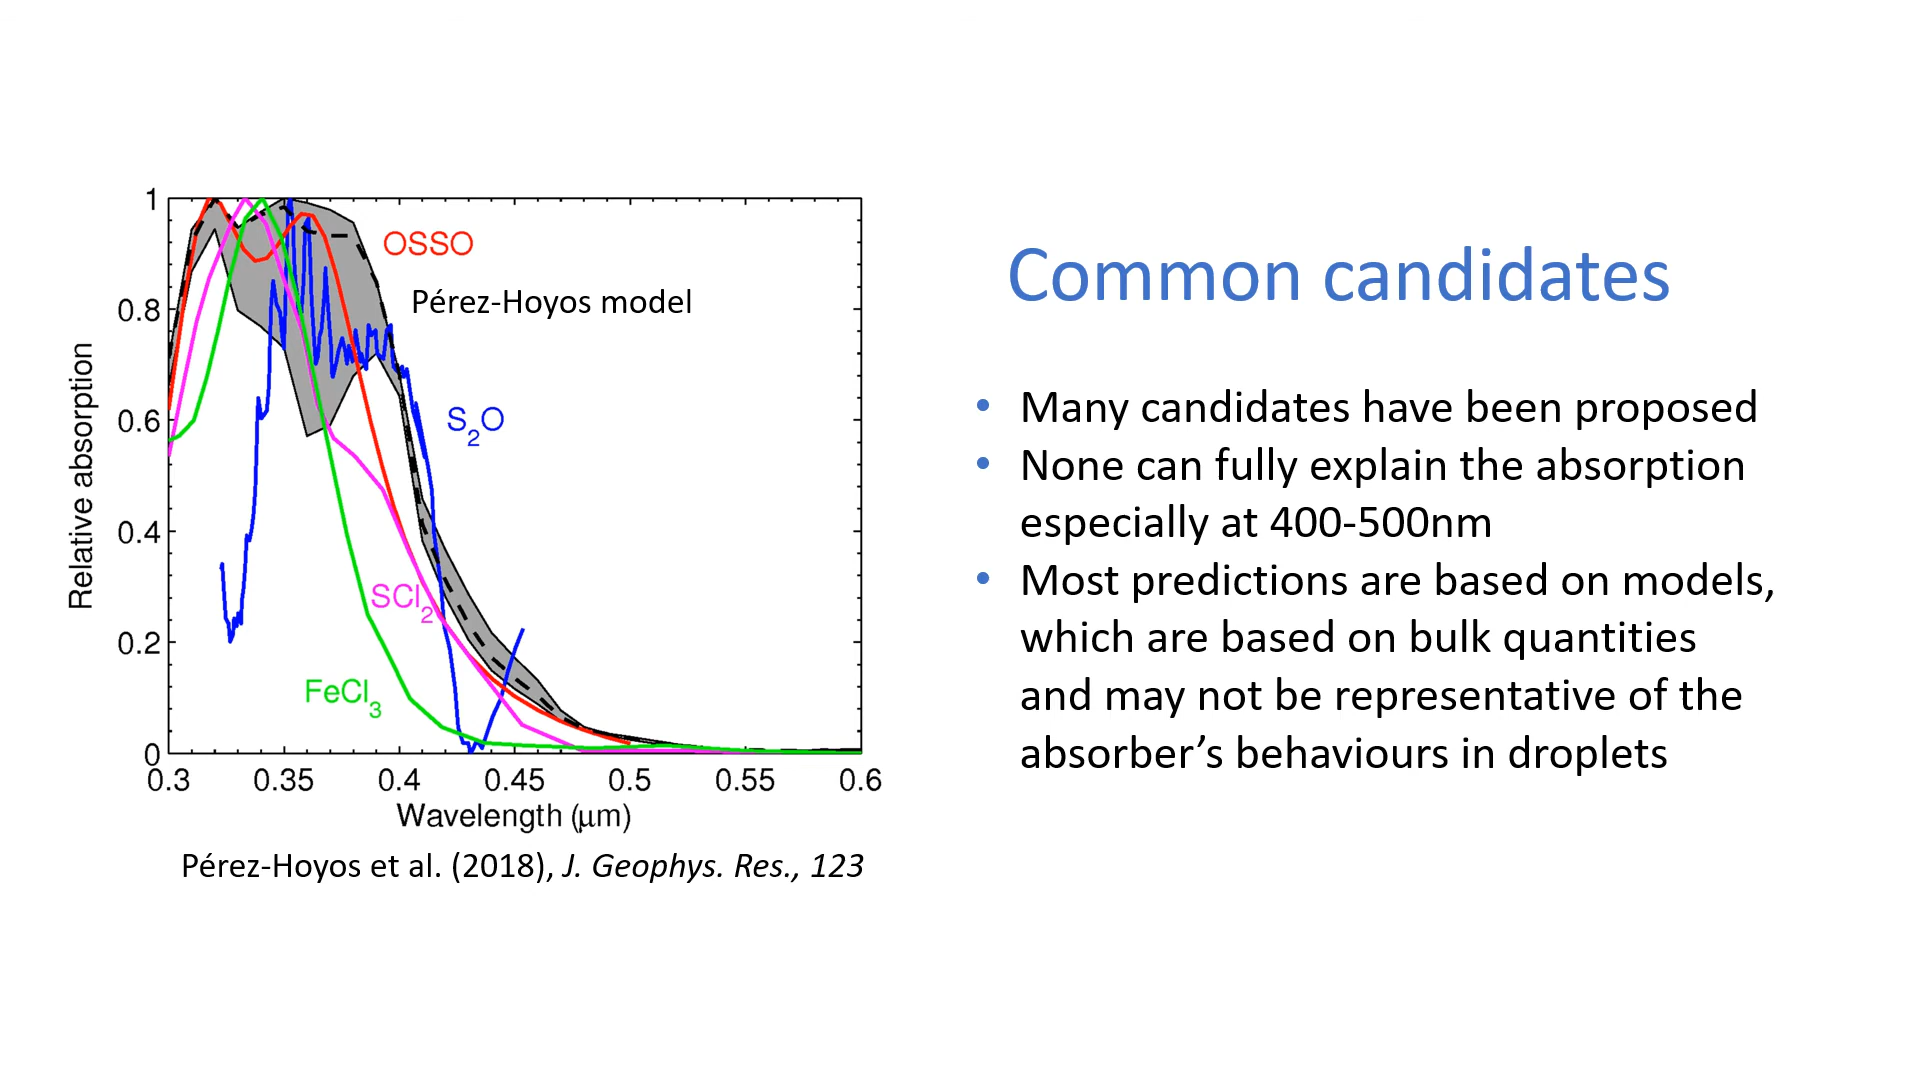 Common candidates
• Many candidates have been proposed
• None can fully explain the absorption
especially at 400-500nm
• Most predictions are based on models,
which are based on bulk quantities
and may not be representative of the
absorber’s behaviours in droplets
Relative absorption
1
0.8
0.6
0.4
0.2
0
OSSO
Pérez-Hoyos model
S₂O
SCl₂
FeCl₃
0.3 0.35 0.4 0.45 0.5 0.55 0.6
Wavelength (μm)
Pérez-Hoyos et al. (2018), J. Geophys. Res., 123